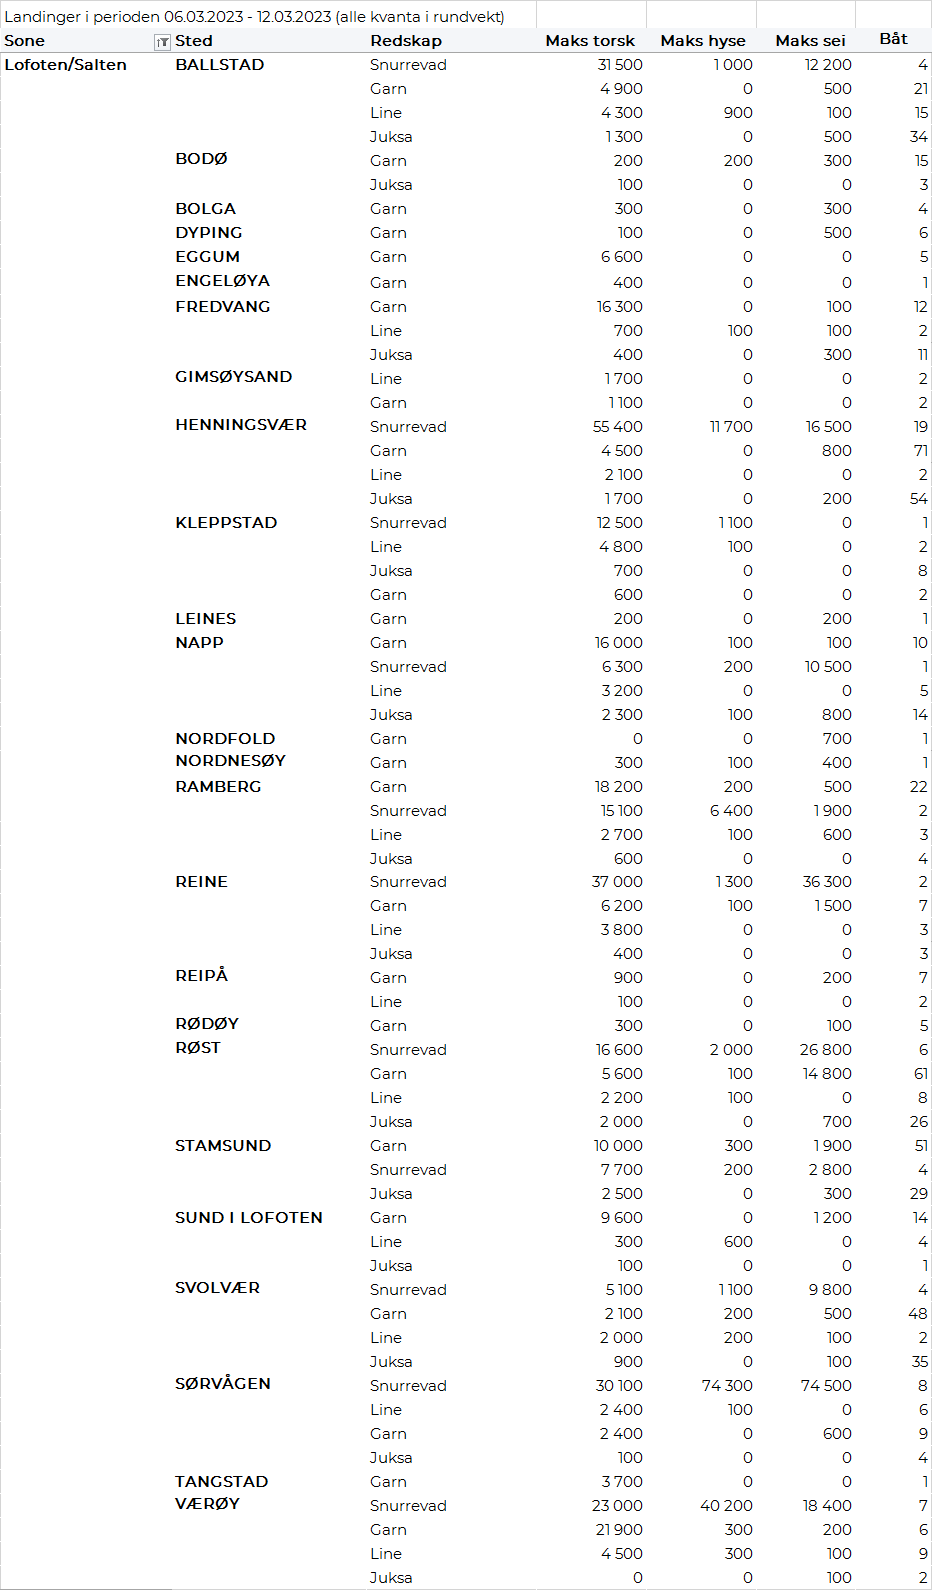 Landinger i perioden 06.03.2023 - 12.03.2023 (alle kvanta i rundvekt)
Sone Sted Redskap Maks torsk Maks hyse Maks sei Båt
Lofoten/Salten BALLSTAD Snurrevad 31 500 1 000 12 200 4
Garn 4 900 0 500 21
Line 4 300 900 100 15
Juksa 1 300 0 500 34
BODØ Garn 200 200 300 15
Juksa 100 0 0 3
BOLGA Garn 300 0 300 4
DYPING Garn 100 0 500 6
EGGUM Garn 6 600 0 0 5
ENGELØYA Garn 400 0 0 1
FREDVANG Garn 16 300 0 100 12
Line 700 100 100 2
Juksa 400 0 300 11
GIMSØYSAND Line 1 700 0 0 2
Garn 1 100 0 0 2
HENNINGSVÆR Snurrevad 55 400 11 700 16 500 19
Garn 4 500 0 800 71
Line 2 100 0 0 2
Juksa 1 700 0 200 54
KLEPPSTAD Snurrevad 12 500 1 100 0 1
Line 4 800 100 0 2
Juksa 700 0 0 8
Garn 600 0 0 2
LEINES Garn 200 0 200 1
NAPP Garn 16 000 100 100 10
Snurrevad 6 300 200 10 500 1
Line 3 200 0 0 5
Juksa 2 300 100 800 14
NORDFOLD Garn 0 0 700 1
NORDNESØY Garn 300 100 400 1
RAMBERG Garn 18 200 200 500 22
Snurrevad 15 100 6 400 1 900 2
Line 2 700 100 600 3
Juksa 600 0 0 4
REINE Snurrevad 37 000 1 300 36 300 2
Garn 6 200 100 1 500 7
Line 3 800 0 0 3
Juksa 400 0 0 3
REIPÅ Garn 900 0 200 7
Line 100 0 0 2
RØDØY Garn 300 0 100 5
RØST Snurrevad 16 600 2 000 26 800 6
Garn 5 600 100 14 800 61
Line 2 200 100 0 8
Juksa 2 000 0 700 26
STAMSUND Garn 10 000 300 1 900 51
Snurrevad 7 700 200 2 800 4
Juksa 2 500 0 300 29
SUND I LOFOTEN Garn 9 600 0 1 200 14
Line 300 600 0 4
Juksa 100 0 0 1
SVOLVÆR Snurrevad 5 100 1 100 9 800 4
Garn 2 100 200 500 48
Line 2 000 200 100 2
Juksa 900 0 100 35
SØRVÅGEN Snurrevad 30 100 74 300 74 500 8
Line 2 400 100 0 6
Garn 2 400 0 600 9
Juksa 100 0 0 4
TANGSTAD Garn 3 700 0 0 1
VÆRØY Snurrevad 23 000 40 200 18 400 7
Garn 21 900 300 200 6
Line 4 500 300 100 9
Juksa 0 0 100 2